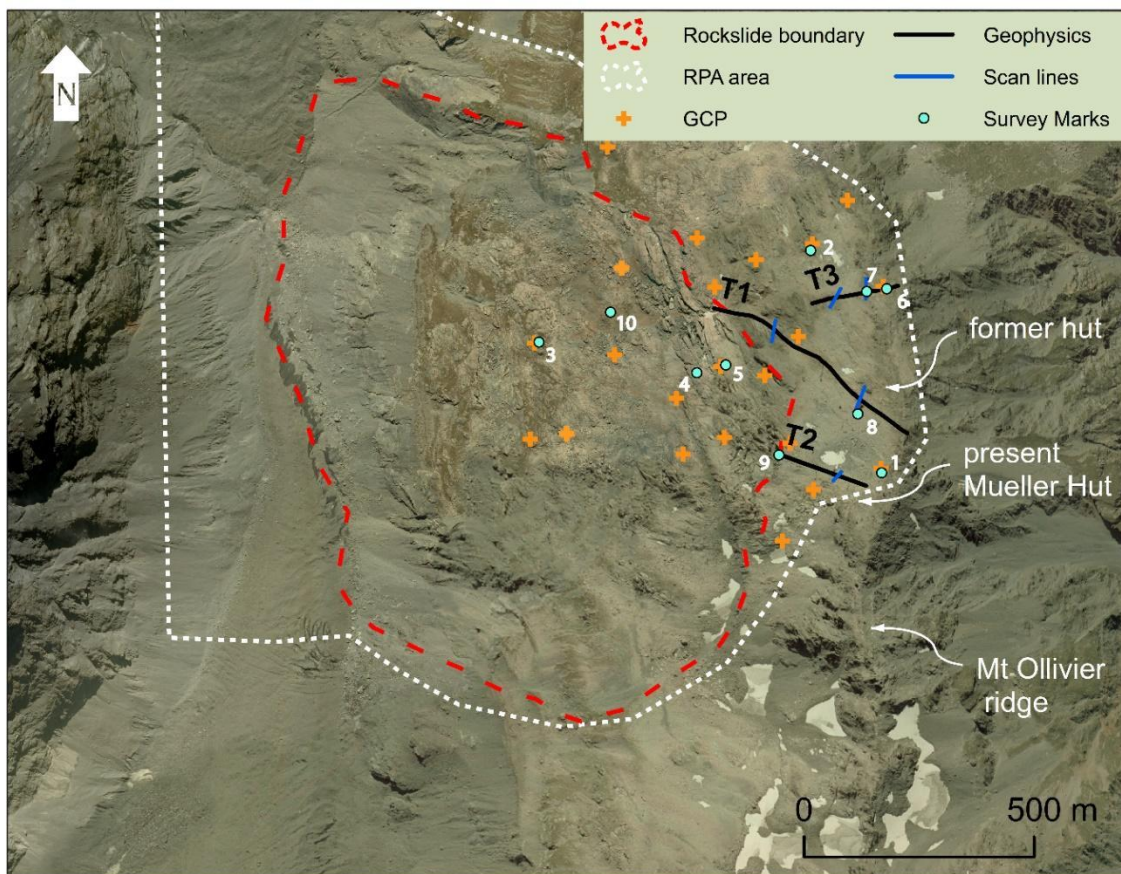 N
Rockslide boundary
RPA area
GCP
Geophysics
Scan lines
Survey Marks
2
T3
7
6
T1
10
3
former hut
4
5
8
T2
9
1
present
Mueller Hut
Mt Ollivier
ridge
0 500 m